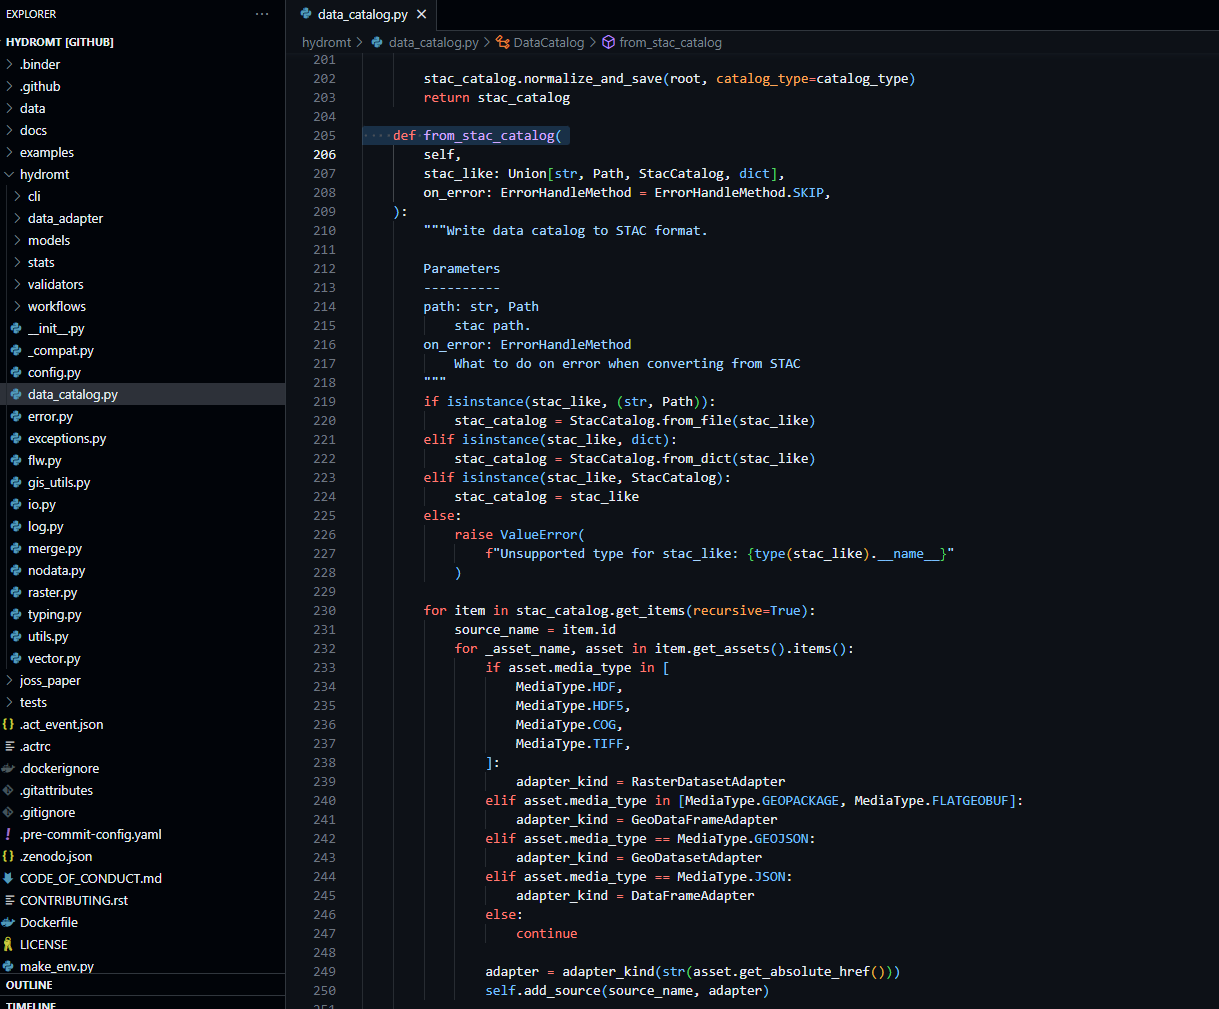 EXPLORER
HYDROMT [GITHUB]
.binder
.github
data
docs
examples
hydromt
cli
data_adapter
models
stats
validators
workflows
__init__.py
_compat.py
config.py
data_catalog.py
error.py
exceptions.py
flw.py
gis_utils.py
io.py
log.py
merge.py
nodata.py
raster.py
typing.py
utils.py
vector.py
joss_paper
tests
.act_event.json
.actrc
.dockerignore
.gitattributes
.gitignore
.pre-commit-config.yaml
.zenodo.json
CODE_OF_CONDUCT.md
CONTRIBUTING.rst
Dockerfile
LICENSE
make_env.py
OUTLINE
TIMELINE
data_catalog.py
hydromt > data_catalog.py > DataCatalog > from_stac_catalog
201
202 stac_catalog.normalize_and_save(root, catalog_type=catalog_type)
203 return stac_catalog
204
205 def from_stac_catalog(
206 self,
207 stac_like: Union[str, Path, StacCatalog, dict],
208 on_error: ErrorHandleMethod = ErrorHandleMethod.SKIP,
209 ):
210 """Write data catalog to STAC format.
211
212 Parameters
213 ----------
214 path: str, Path
215 stac path.
216 on_error: ErrorHandleMethod
217 What to do on error when converting from STAC
218 """
219 if isinstance(stac_like, (str, Path)):
220 stac_catalog = StacCatalog.from_file(stac_like)
221 elif isinstance(stac_like, dict):
222 stac_catalog = StacCatalog.from_dict(stac_like)
223 elif isinstance(stac_like, StacCatalog):
224 stac_catalog = stac_like
225 else:
226 raise ValueError(
227 f"Unsupported type for stac_like: {type(stac_like).__name__}"
228 )
229
230 for item in stac_catalog.get_items(recursive=True):
231 source_name = item.id
232 for _asset_name, asset in item.get_assets().items():
233 if asset.media_type in [
234 MediaType.HDF,
235 MediaType.HDF5,
236 MediaType.COG,
237 MediaType.TIFF,
238 ]:
239 adapter_kind = RasterDatasetAdapter
240 elif asset.media_type in [MediaType.GEOPACKAGE, MediaType.FLATGEOBUF]:
241 adapter_kind = GeoDataFrameAdapter
242 elif asset.media_type == MediaType.GEOJSON:
243 adapter_kind = GeoDatasetAdapter
244 elif asset.media_type == MediaType.JSON:
245 adapter_kind = DataFrameAdapter
246 else:
247 continue
248
249 adapter = adapter_kind(str(asset.get_absolute_href()))
250 self.add_source(source_name, adapter)
251